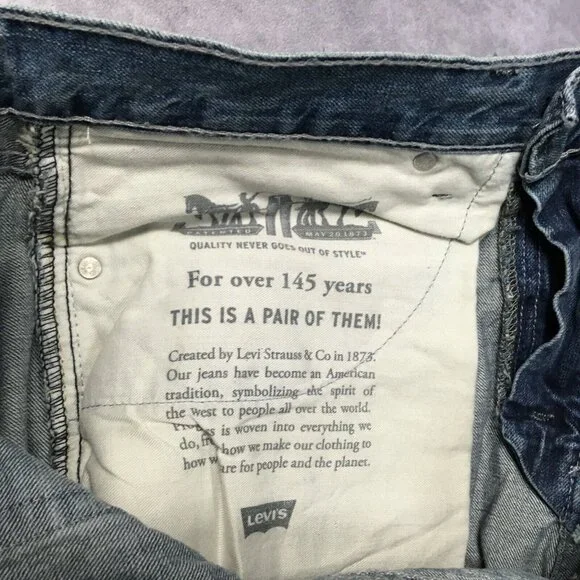 PATENTED MAY 20 1873
QUALITY NEVER GOES OUT OF STYLE™
For over 145 years
THIS IS A PAIR OF THEM!
Created by Levi Strauss & Co in 1873.
Our jeans have become an American
tradition, symbolizing the spirit of
the West to people all over the world.
is woven into everything we
do, how we make our clothing to
how w are for people and the planet.
LEVI'S